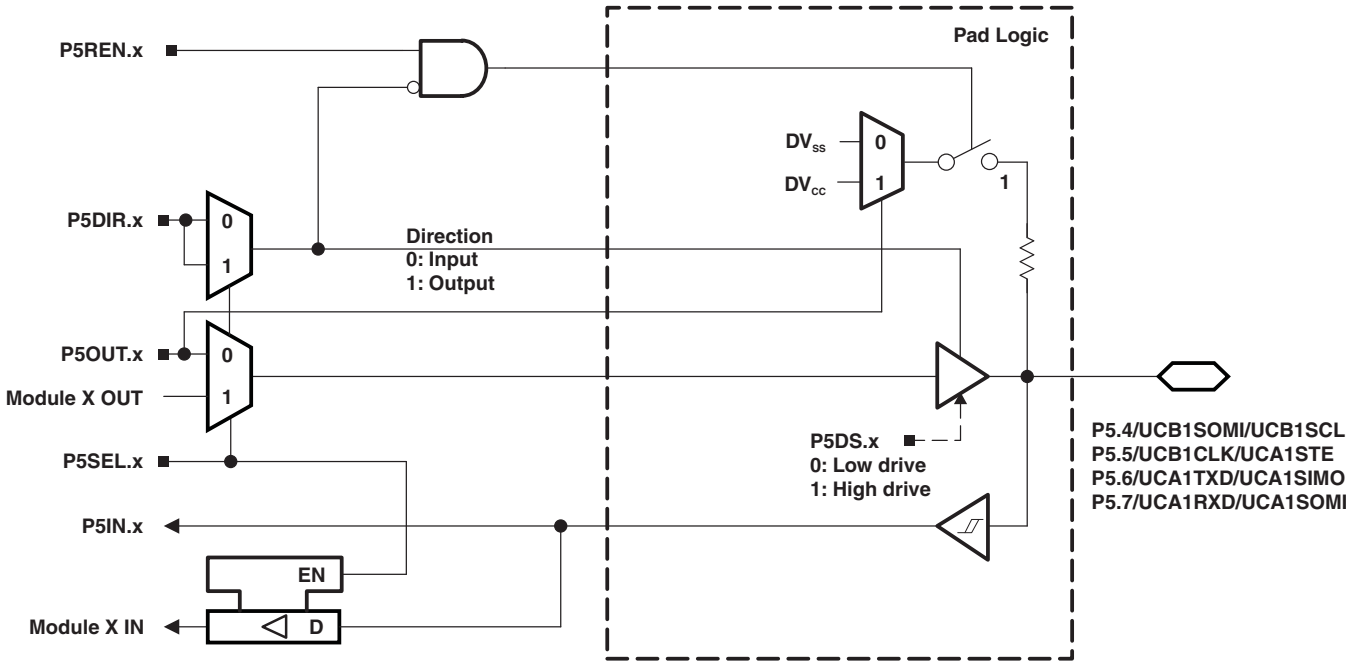 Pad Logic
P5REN.x
DVSS
0
DVCC
1
1
P5DIR.x
0
1
Direction
0: Input
1: Output
P5OUT.x
0
Module X OUT
1
P5DS.x
0: Low drive
1: High drive
P5.4/UCB1SOMI/UCB1SCL
P5.5/UCB1CLK/UCA1STE
P5.6/UCA1TXD/UCA1SIMO
P5.7/UCA1RXD/UCA1SOMI
P5SEL.x
P5IN.x
EN
Module X IN
D